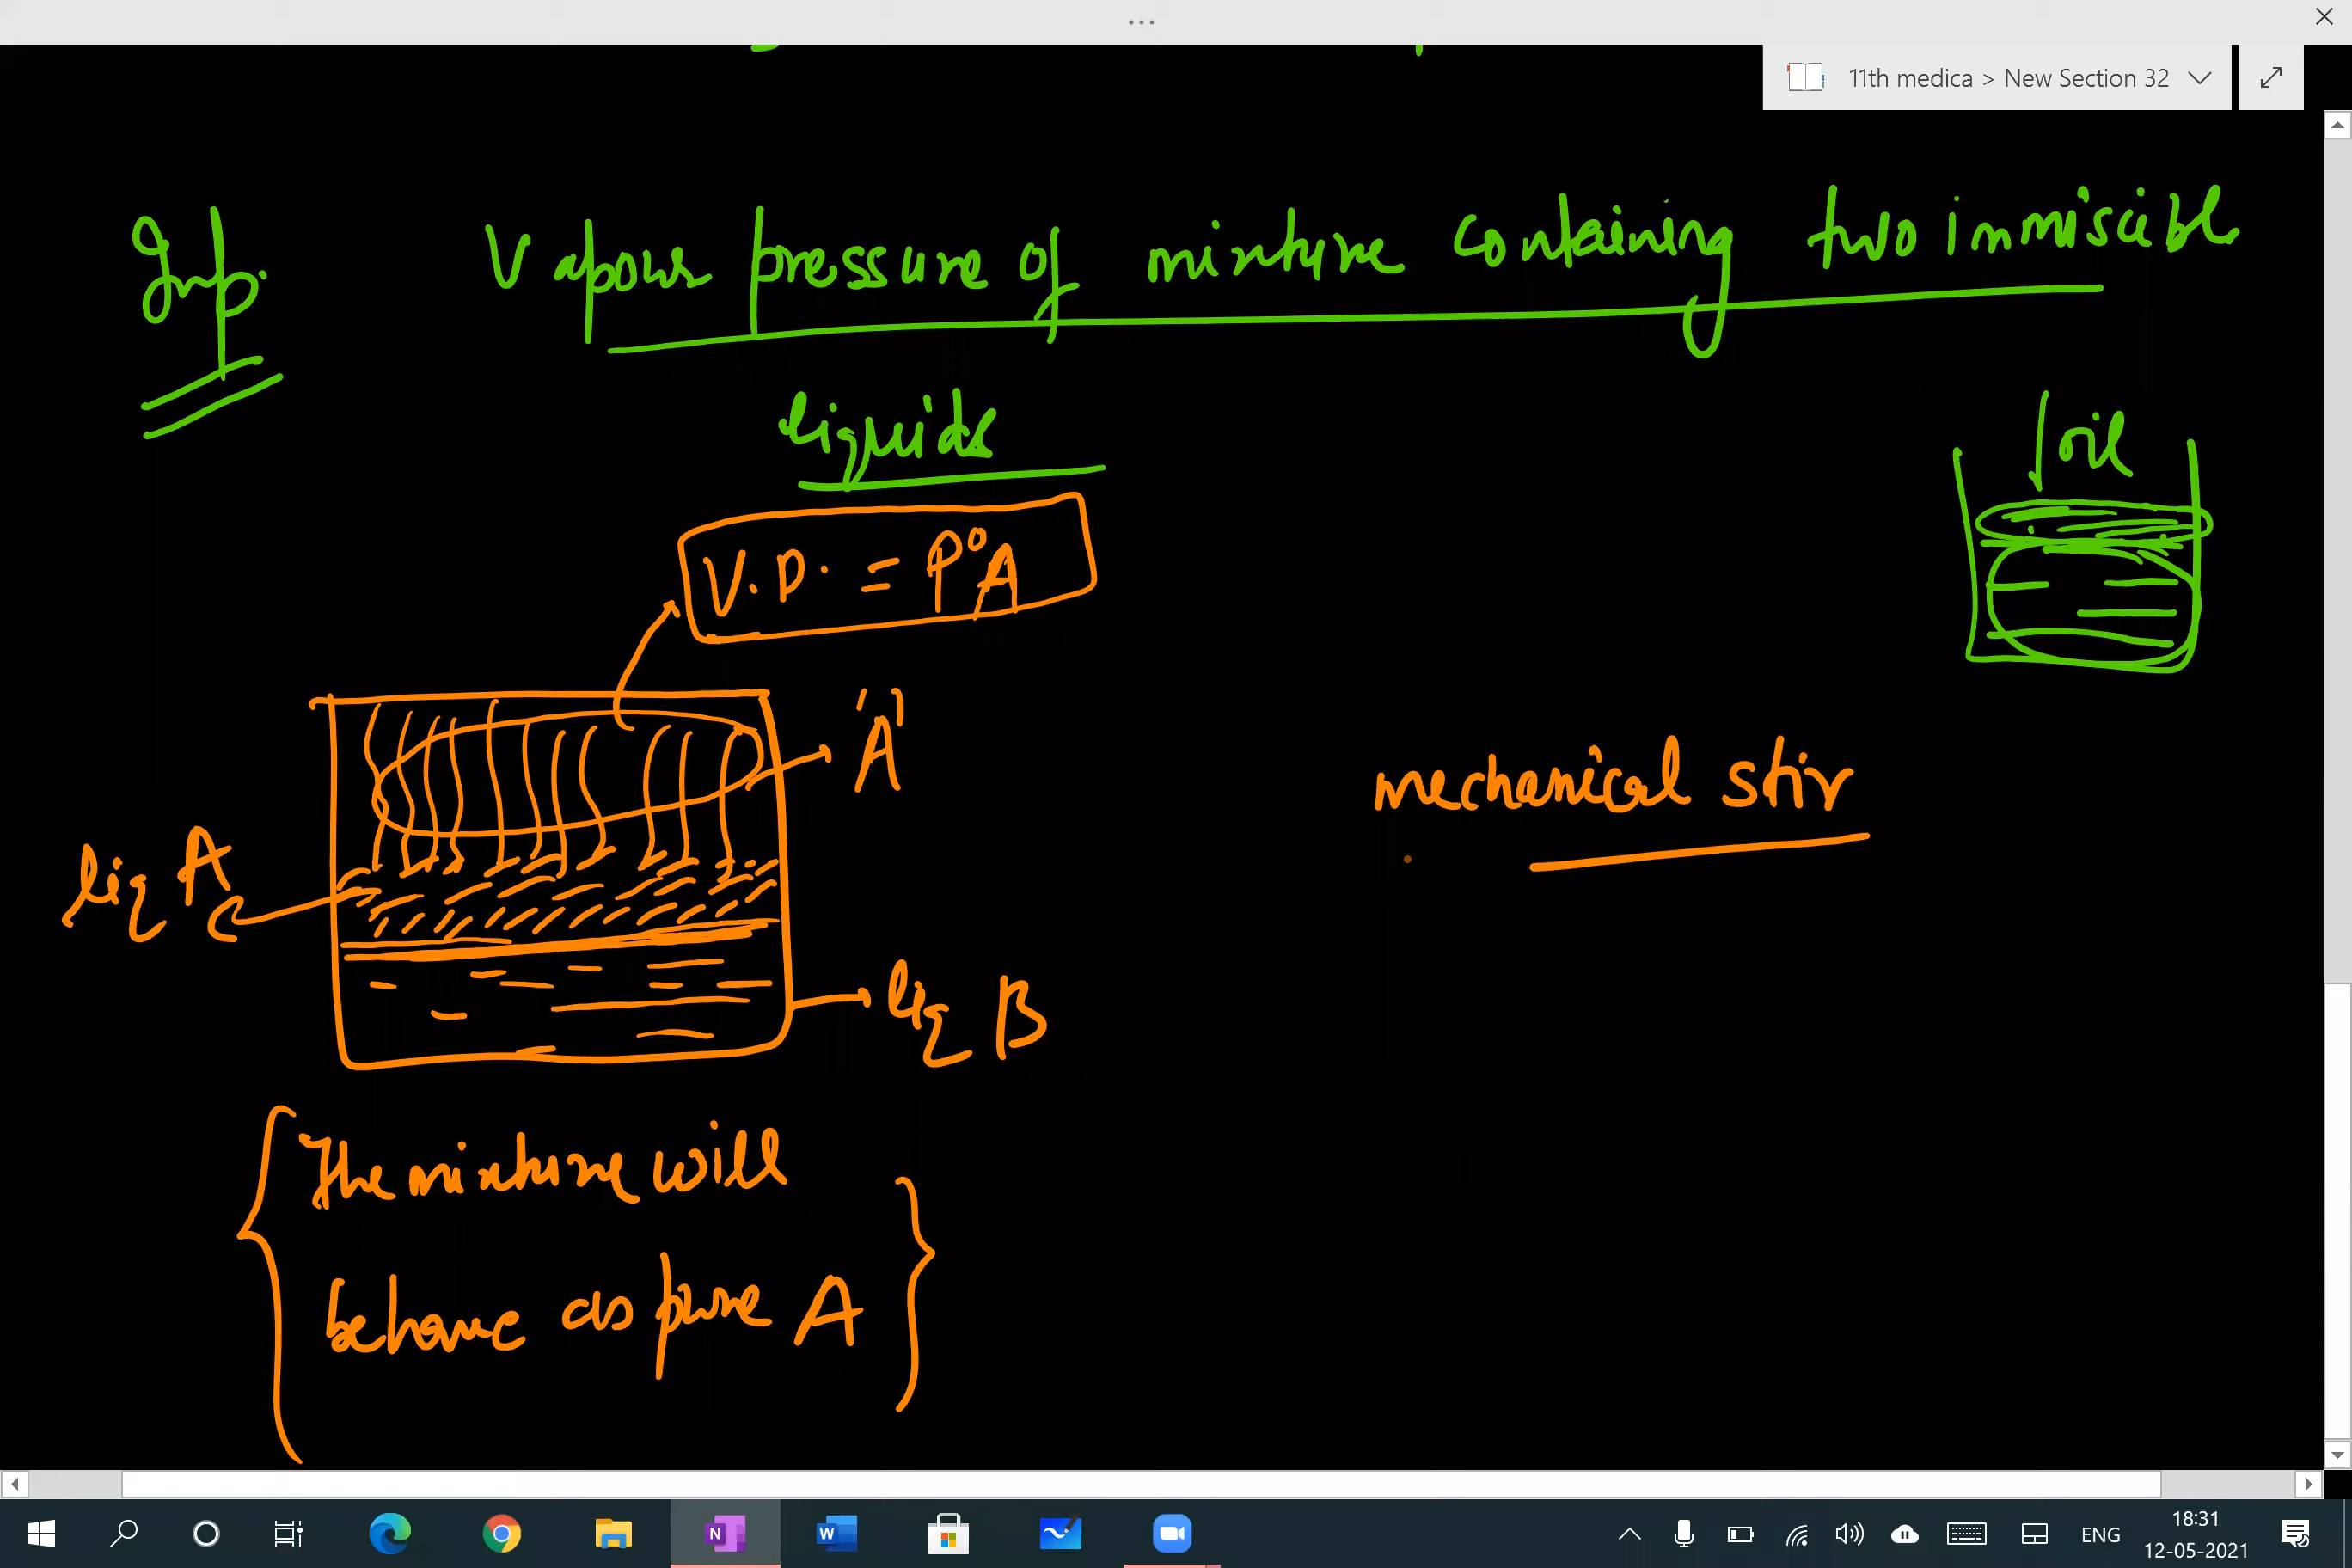 11th medica > New Section 32
Imp.
Vapour pressure of mixture containing two immiscible
liquids
oil
V.P. = P°A
'A'
mechanical stir
liq A
liq B
The mixture will
behave as pure A
ENG
18:31
12-05-2021